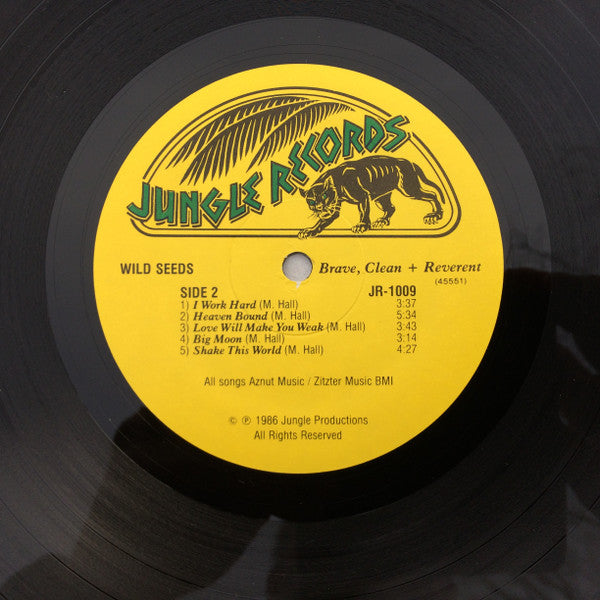 JUNGLE RECORDS
WILD SEEDS Brave, Clean + Reverent
(45551)
SIDE 2 JR-1009
1) I Work Hard (M. Hall) 3:37
2) Heaven Bound (M. Hall) 5:34
3) Love Will Make You Weak (M. Hall) 3:43
4) Big Moon (M. Hall) 3:14
5) Shake This World (M. Hall) 4:27
All songs Aznut Music / Zitzter Music BMI
© ℗ 1986 Jungle Productions
All Rights Reserved